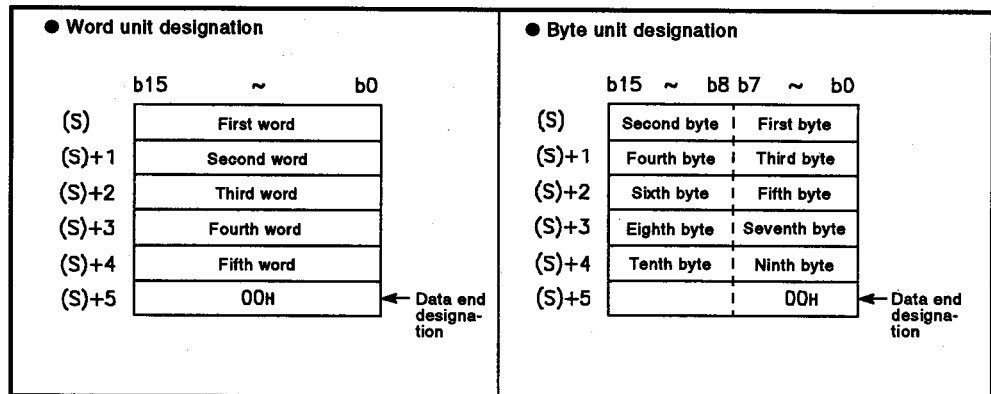 ● Word unit designation
b15 ~ b0
(S) First word
(S)+1 Second word
(S)+2 Third word
(S)+3 Fourth word
(S)+4 Fifth word
(S)+5 00H
Data end
designa-
tion
● Byte unit designation
b15 ~ b8 b7 ~ b0
(S) Second byte First byte
(S)+1 Fourth byte Third byte
(S)+2 Sixth byte Fifth byte
(S)+3 Eighth byte Seventh byte
(S)+4 Tenth byte Ninth byte
(S)+5 00H
Data end
designa-
tion